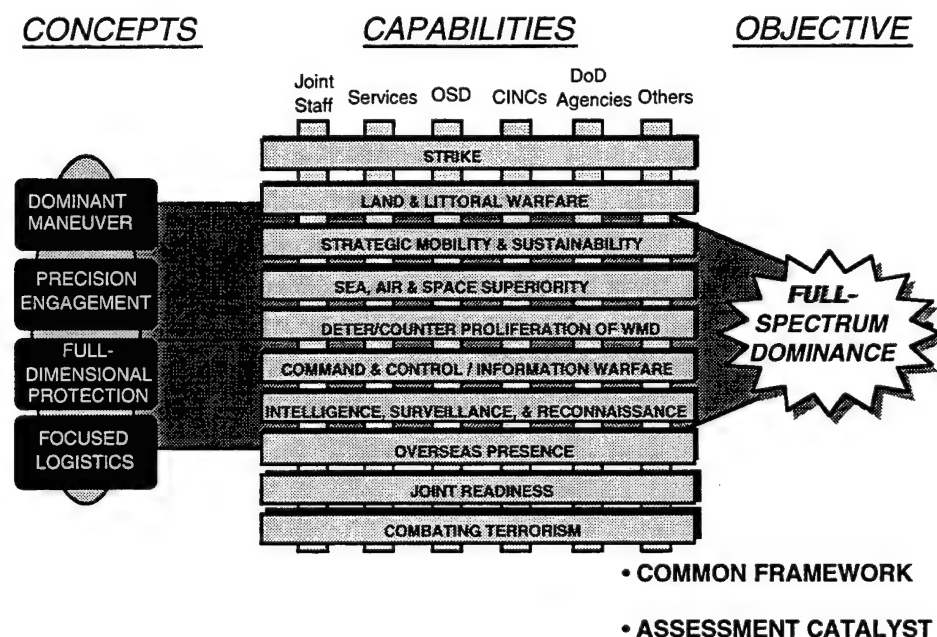 CONCEPTS
CAPABILITIES
OBJECTIVE
Joint
Staff
Services
OSD
CINCs
DoD
Agencies
Others
STRIKE
LAND & LITTORAL WARFARE
STRATEGIC MOBILITY & SUSTAINABILITY
SEA, AIR & SPACE SUPERIORITY
DETER/COUNTER PROLIFERATION OF WMD
COMMAND & CONTROL / INFORMATION WARFARE
INTELLIGENCE, SURVEILLANCE, & RECONNAISSANCE
OVERSEAS PRESENCE
JOINT READINESS
COMBATING TERRORISM
DOMINANT
MANEUVER
PRECISION
ENGAGEMENT
FULL-
DIMENSIONAL
PROTECTION
FOCUSED
LOGISTICS
FULL-
SPECTRUM
DOMINANCE
• COMMON FRAMEWORK
• ASSESSMENT CATALYST